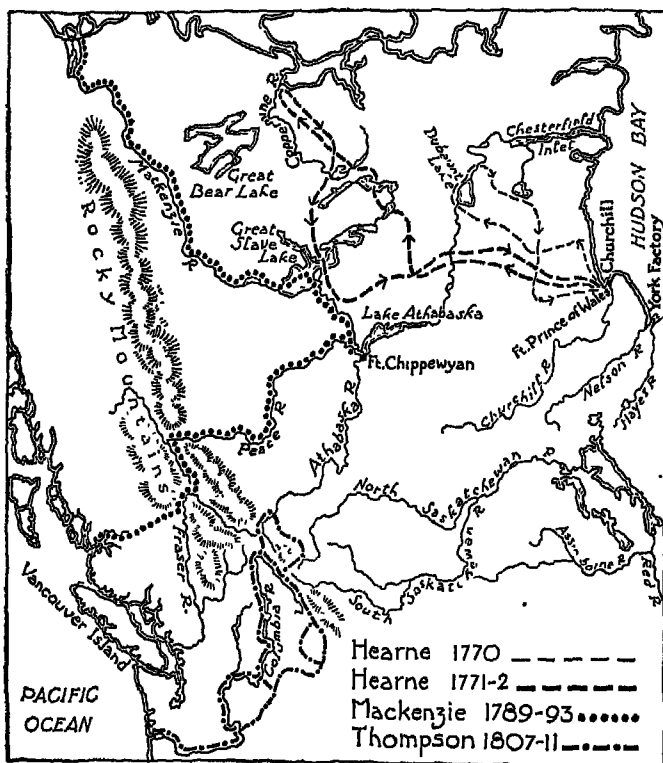 Coppermine R
Great
Bear Lake
Mackenzie
R
Great
Slave
Lake
Dubawnt
Lake
Chesterfield
Inlet
HUDSON BAY
Churchill
York Factory
Ft. Prince of Wales
Rocky Mountains
Lake Athabaska
Ft. Chippewyan
Peace R
Athabaska R
Churchill R
Nelson R
Hayes R
North Saskatchewan R
South Saskatchewan R
Assiniboine R
Red R
Fraser R
Columbia R
Vancouver Island
PACIFIC
OCEAN
Hearne 1770
Hearne 1771-2
Mackenzie 1789-93
Thompson 1807-11